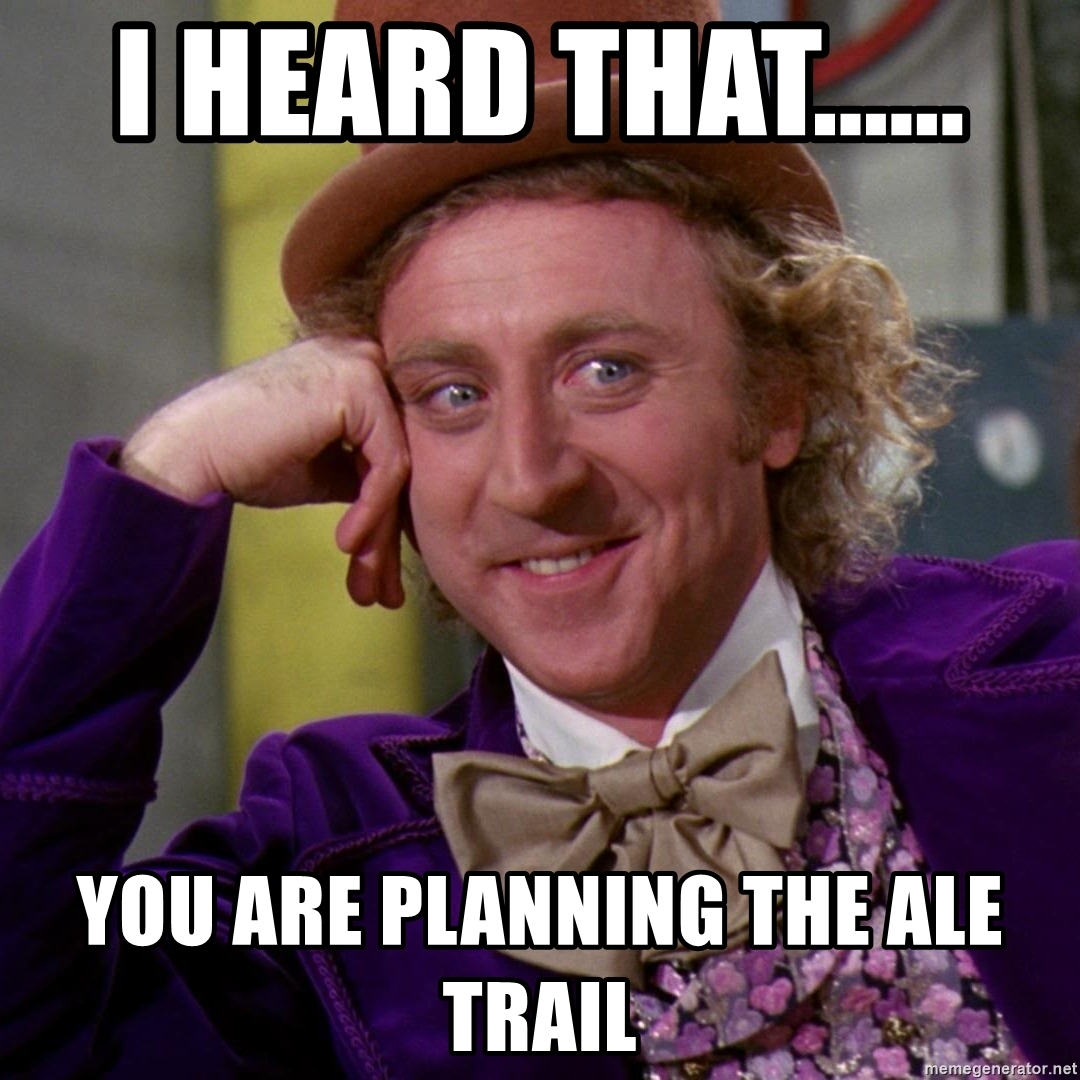 I HEARD THAT......
YOU ARE PLANNING THE ALE
TRAIL
memegenerator.net